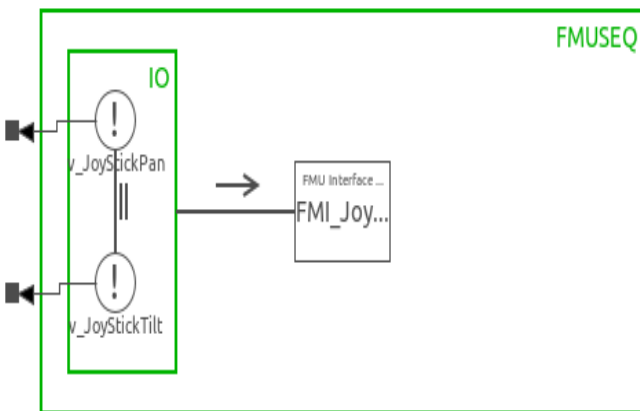 FMUSEQ
IO
!
v_JoyStickPan
||
FMU Interface ...
FMI_Joy...
!
v_JoyStickTilt